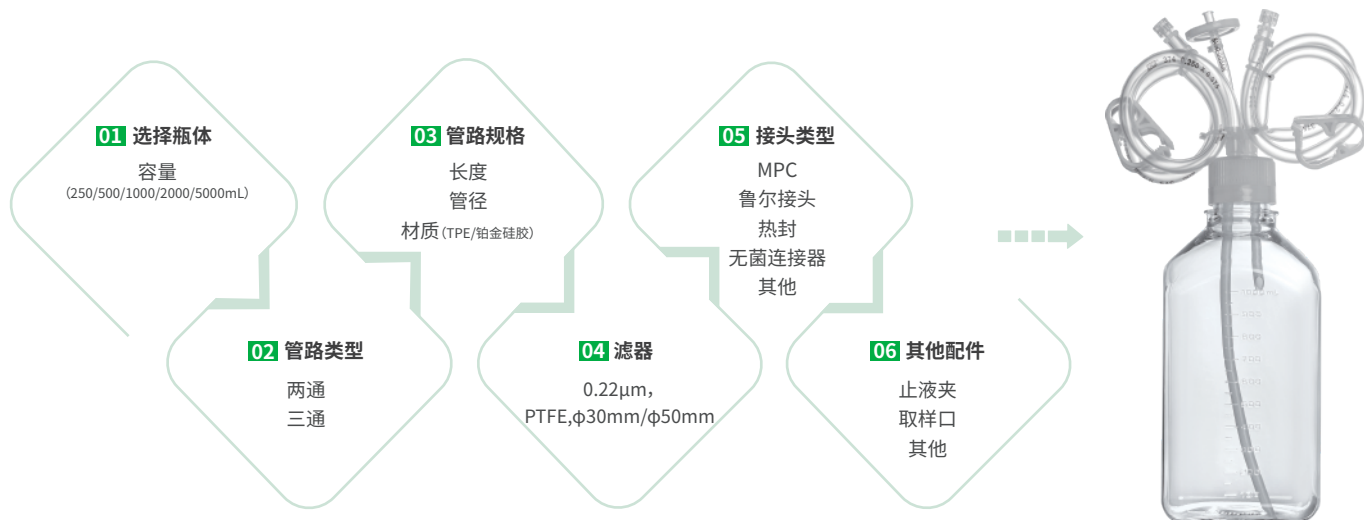 01 选择瓶体
容量
(250/500/1000/2000/5000mL)
02 管路类型
两通
三通
03 管路规格
长度
管径
材质(TPE/铂金硅胶)
04 滤器
0.22μm，
PTFE,φ30mm/φ50mm
05 接头类型
MPC
鲁尔接头
热封
无菌连接器
其他
06 其他配件
止液夹
取样口
其他